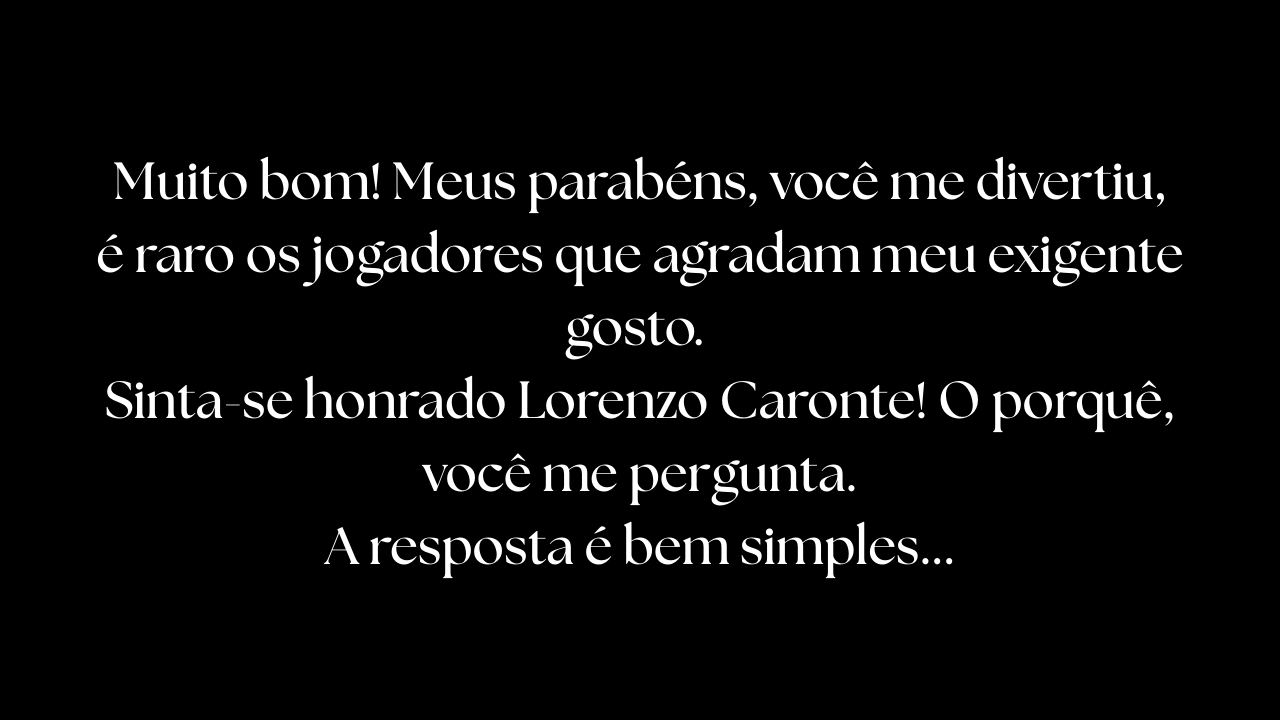 Muito bom! Meus parabéns, você me divertiu,
é raro os jogadores que agradam meu exigente
gosto.
Sinta-se honrado Lorenzo Caronte! O porquê,
você me pergunta.
A resposta é bem simples...